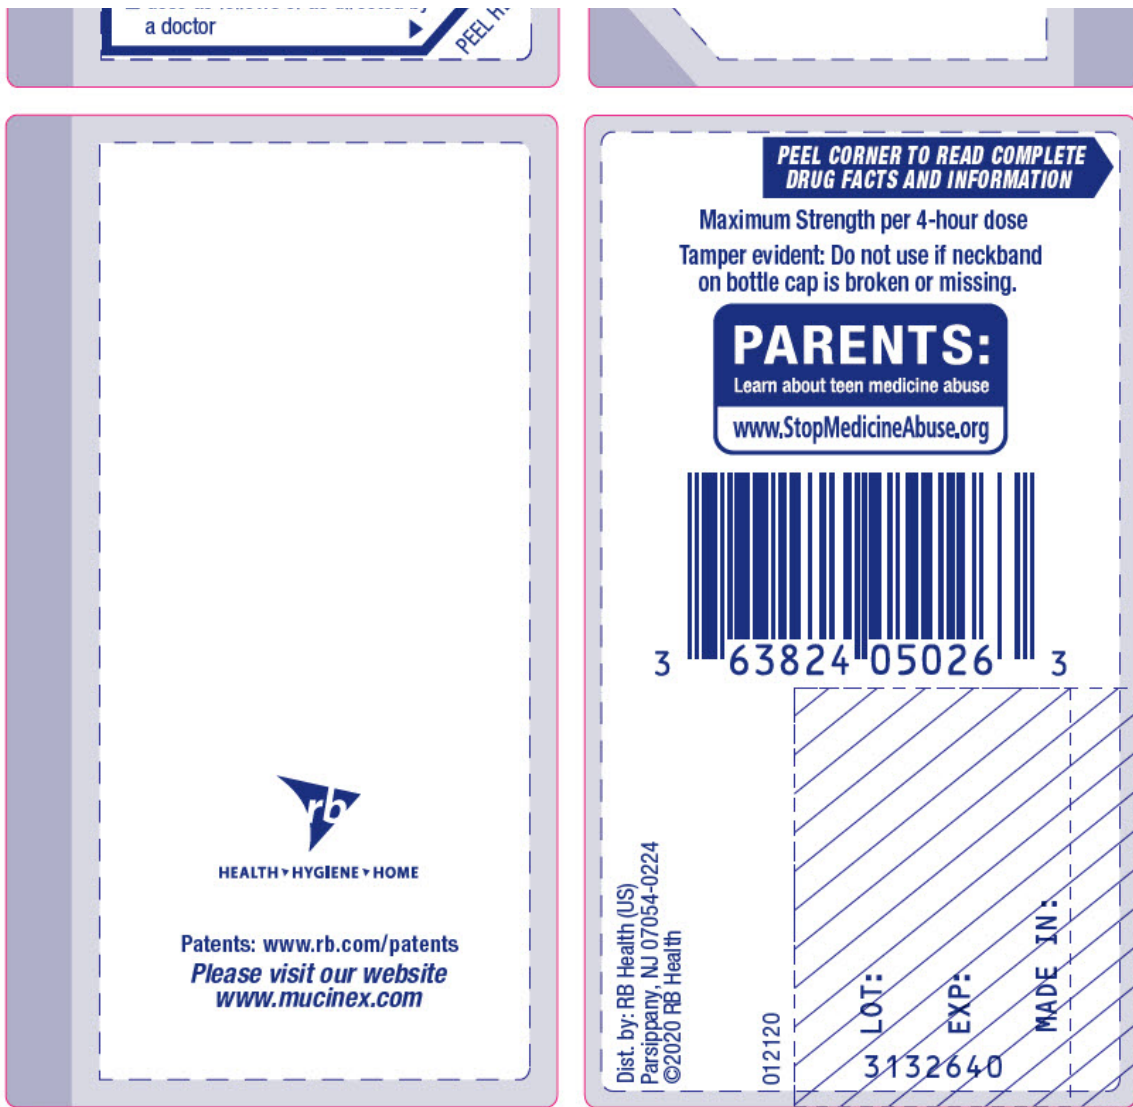 a doctor
PEEL
PEEL CORNER TO READ COMPLETE
DRUG FACTS AND INFORMATION
Maximum Strength per 4-hour dose
Tamper evident: Do not use if neckband
on bottle cap is broken or missing.
PARENTS:
Learn about teen medicine abuse
www.StopMedicineAbuse.org
3 63824 05026 3
rb
HEALTH HYGIENE HOME
Patents: www.rb.com/patents
Please visit our website
www.mucinex.com
Dist. by: RB Health (US)
Parsippany, NJ 07054-0224
©2020 RB Health
012120
LOT:
EXP:
MADE IN:
3132640